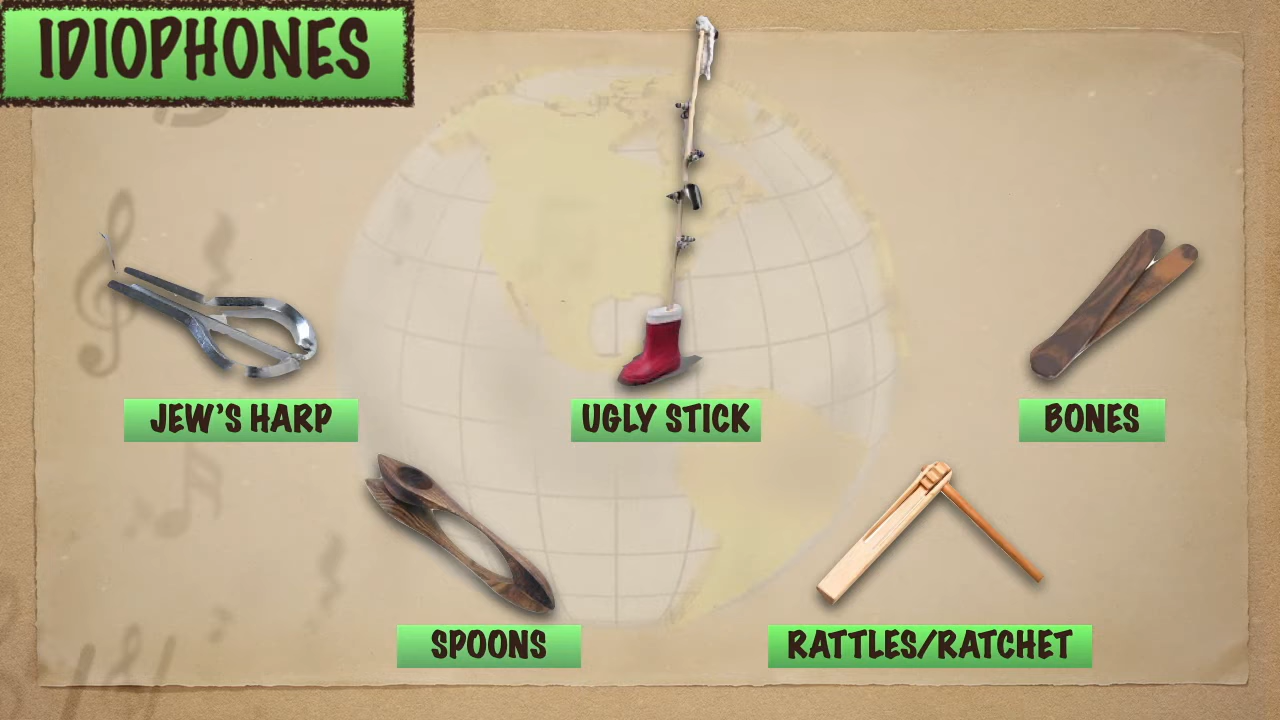 IDIOPHONES
JEW'S HARP
UGLY STICK
BONES
SPOONS
RATTLES/RATCHET